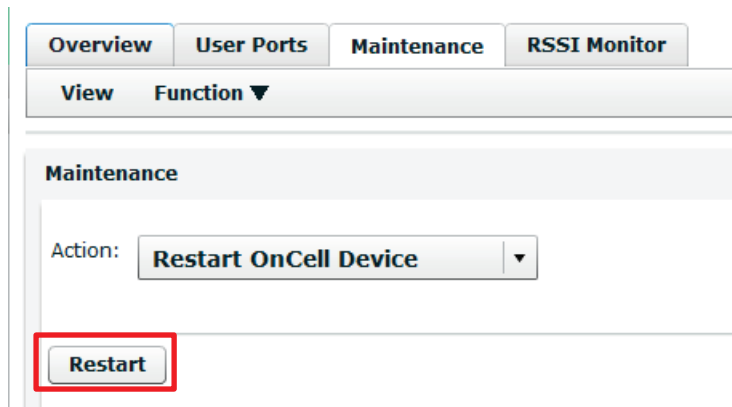 Overview User Ports Maintenance RSSI Monitor
View Function ▼
Maintenance
Action: Restart OnCell Device ▼
Restart